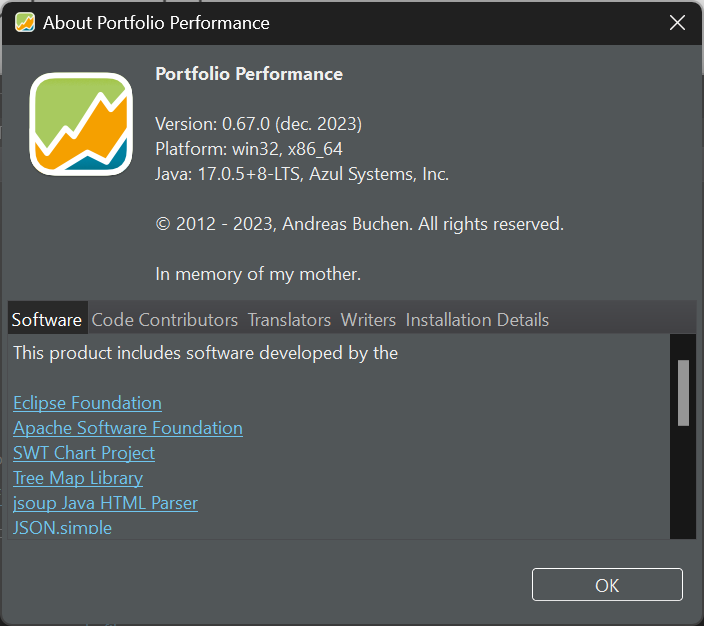 About Portfolio Performance
Portfolio Performance
Version: 0.67.0 (dec. 2023)
Platform: win32, x86_64
Java: 17.0.5+8-LTS, Azul Systems, Inc.
© 2012 - 2023, Andreas Buchen. All rights reserved.
In memory of my mother.
Software Code Contributors Translators Writers Installation Details
This product includes software developed by the
Eclipse Foundation
Apache Software Foundation
SWT Chart Project
Tree Map Library
jsoup Java HTML Parser
JSON.simple
OK